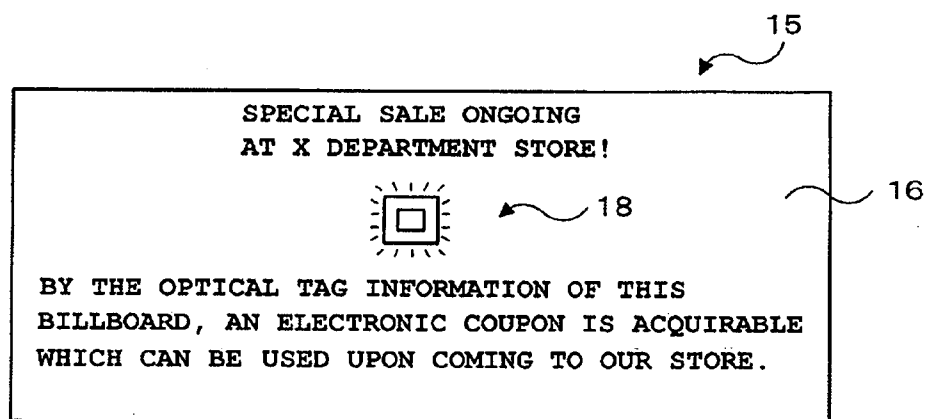 15
SPECIAL SALE ONGOING
AT X DEPARTMENT STORE!
16
18
BY THE OPTICAL TAG INFORMATION OF THIS
BILLBOARD, AN ELECTRONIC COUPON IS ACQUIRABLE
WHICH CAN BE USED UPON COMING TO OUR STORE.